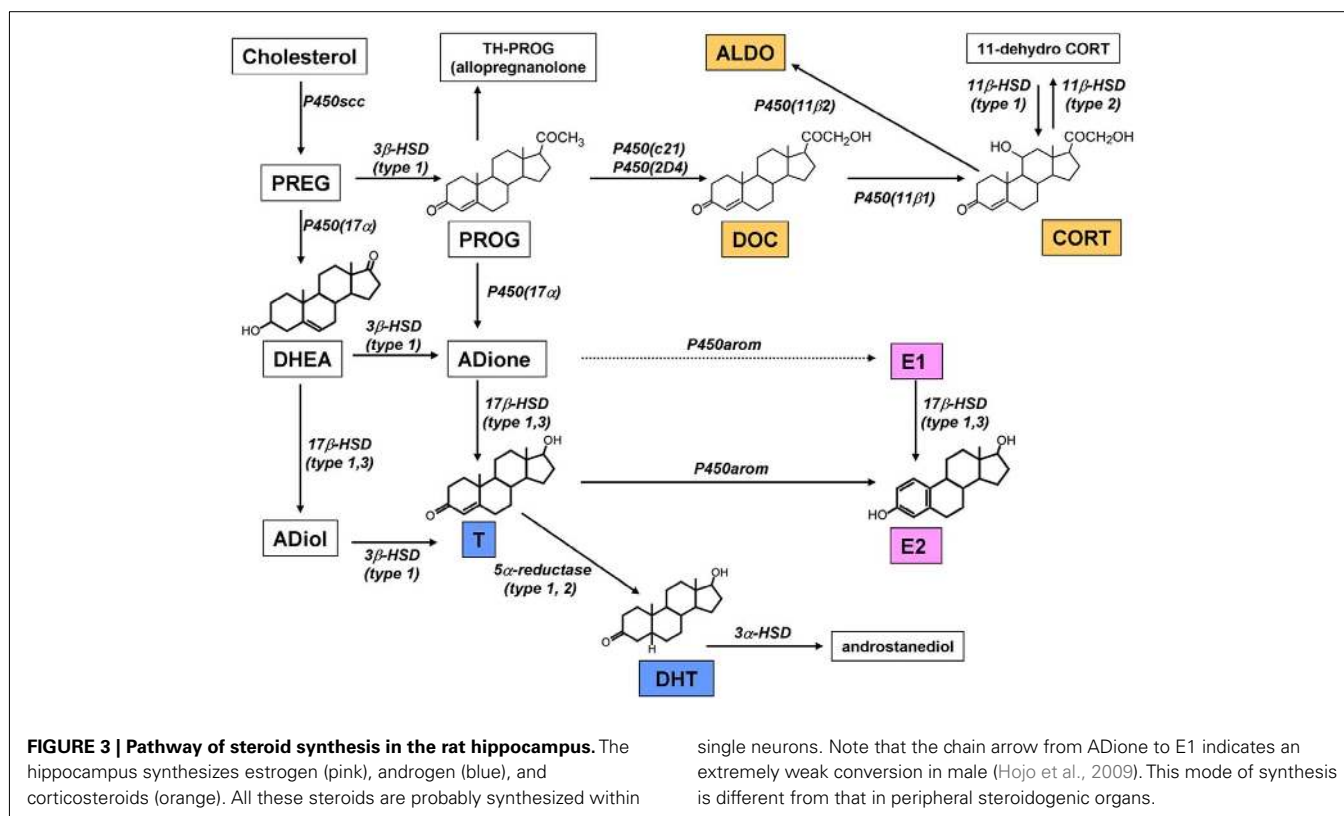 Cholesterol
TH-PROG
(allopregnanolone
ALDO
11-dehydro CORT
P450scc
P450(11β2)
11β-HSD
(type 1)
11β-HSD
(type 2)
PREG
3β-HSD
(type 1)
COCH3
O
PROG
P450(c21)
P450(2D4)
COCH2OH
O
DOC
P450(11β1)
HO
COCH2OH
O
CORT
P450(17α)
P450(17α)
O
HO
DHEA
3β-HSD
(type 1)
ADione
P450arom
E1
17β-HSD
(type 1,3)
17β-HSD
(type 1,3)
17β-HSD
(type 1,3)
OH
O
T
P450arom
OH
HO
E2
ADiol
3β-HSD
(type 1)
5α-reductase
(type 1, 2)
OH
O
H
DHT
3α-HSD
androstanediol
FIGURE 3 | Pathway of steroid synthesis in the rat hippocampus. The
hippocampus synthesizes estrogen (pink), androgen (blue), and
corticosteroids (orange). All these steroids are probably synthesized within
single neurons. Note that the chain arrow from ADione to E1 indicates an
extremely weak conversion in male (Hojo et al., 2009). This mode of synthesis
is different from that in peripheral steroidogenic organs.